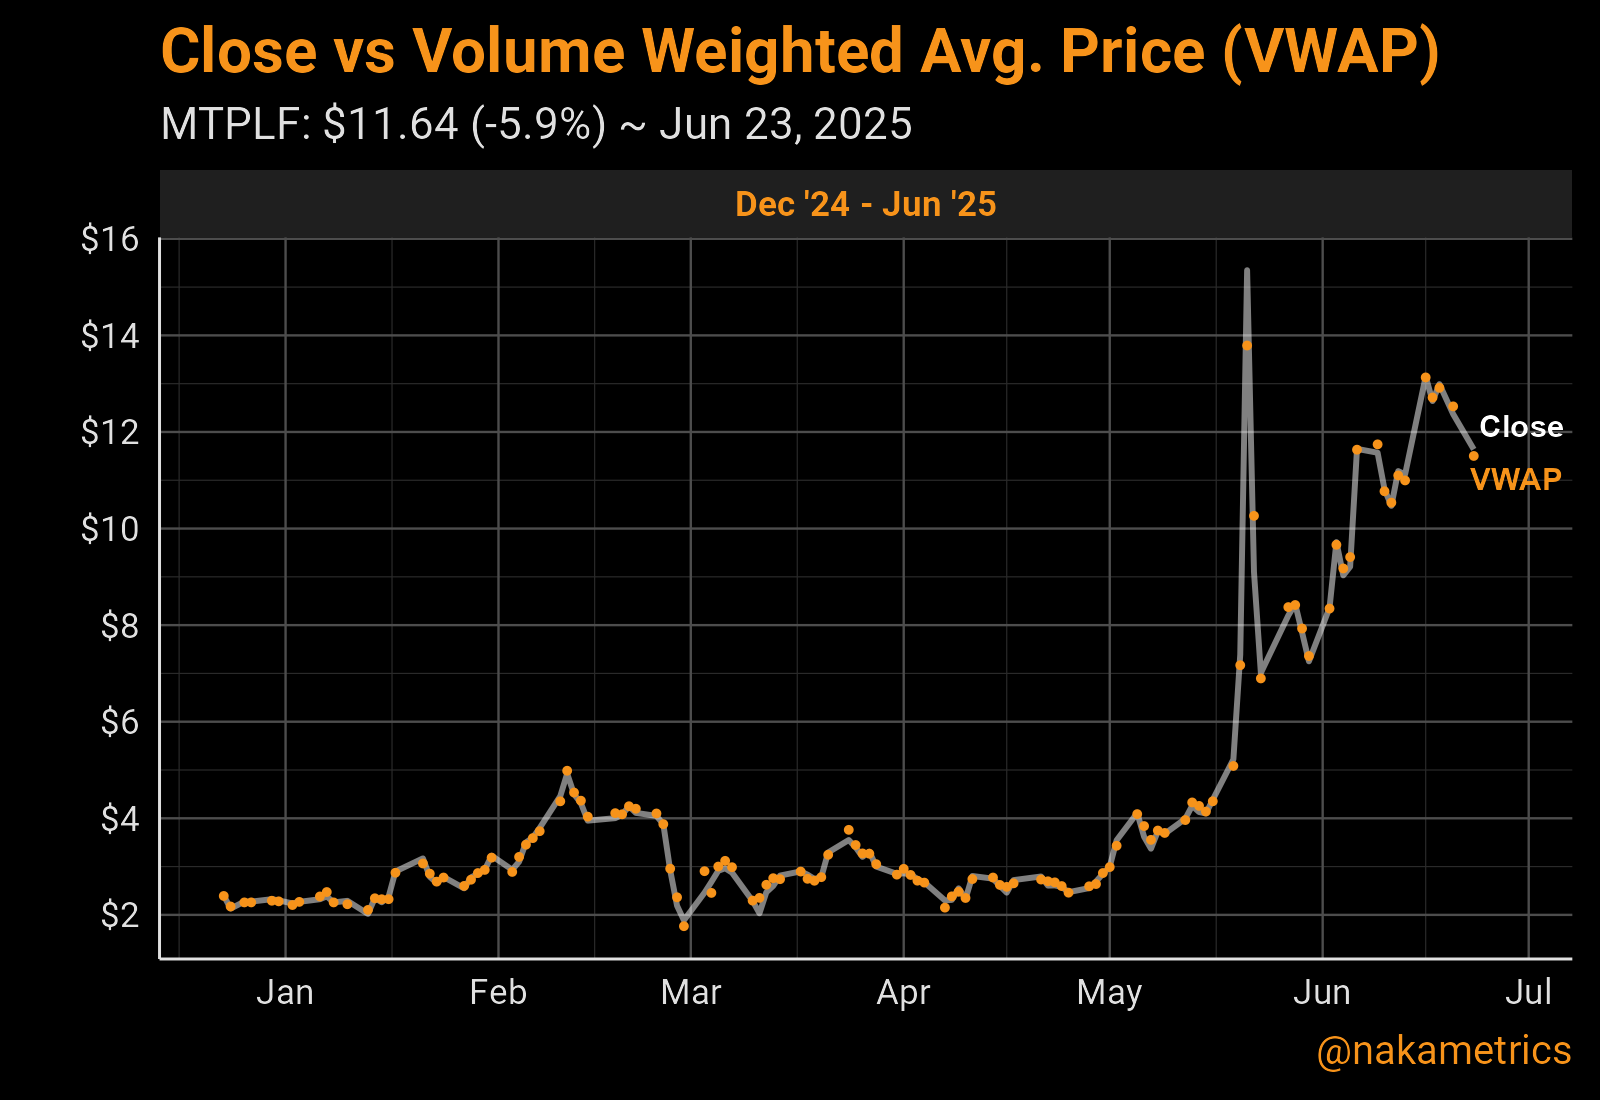 Close vs Volume Weighted Avg. Price (VWAP)
MTPLF: $11.64 (-5.9%) ~ Jun 23, 2025
Dec '24 - Jun '25
$16
$14
$12
$10
$8
$6
$4
$2
Close
VWAP
Jan Feb Mar Apr May Jun Jul
@nakametrics